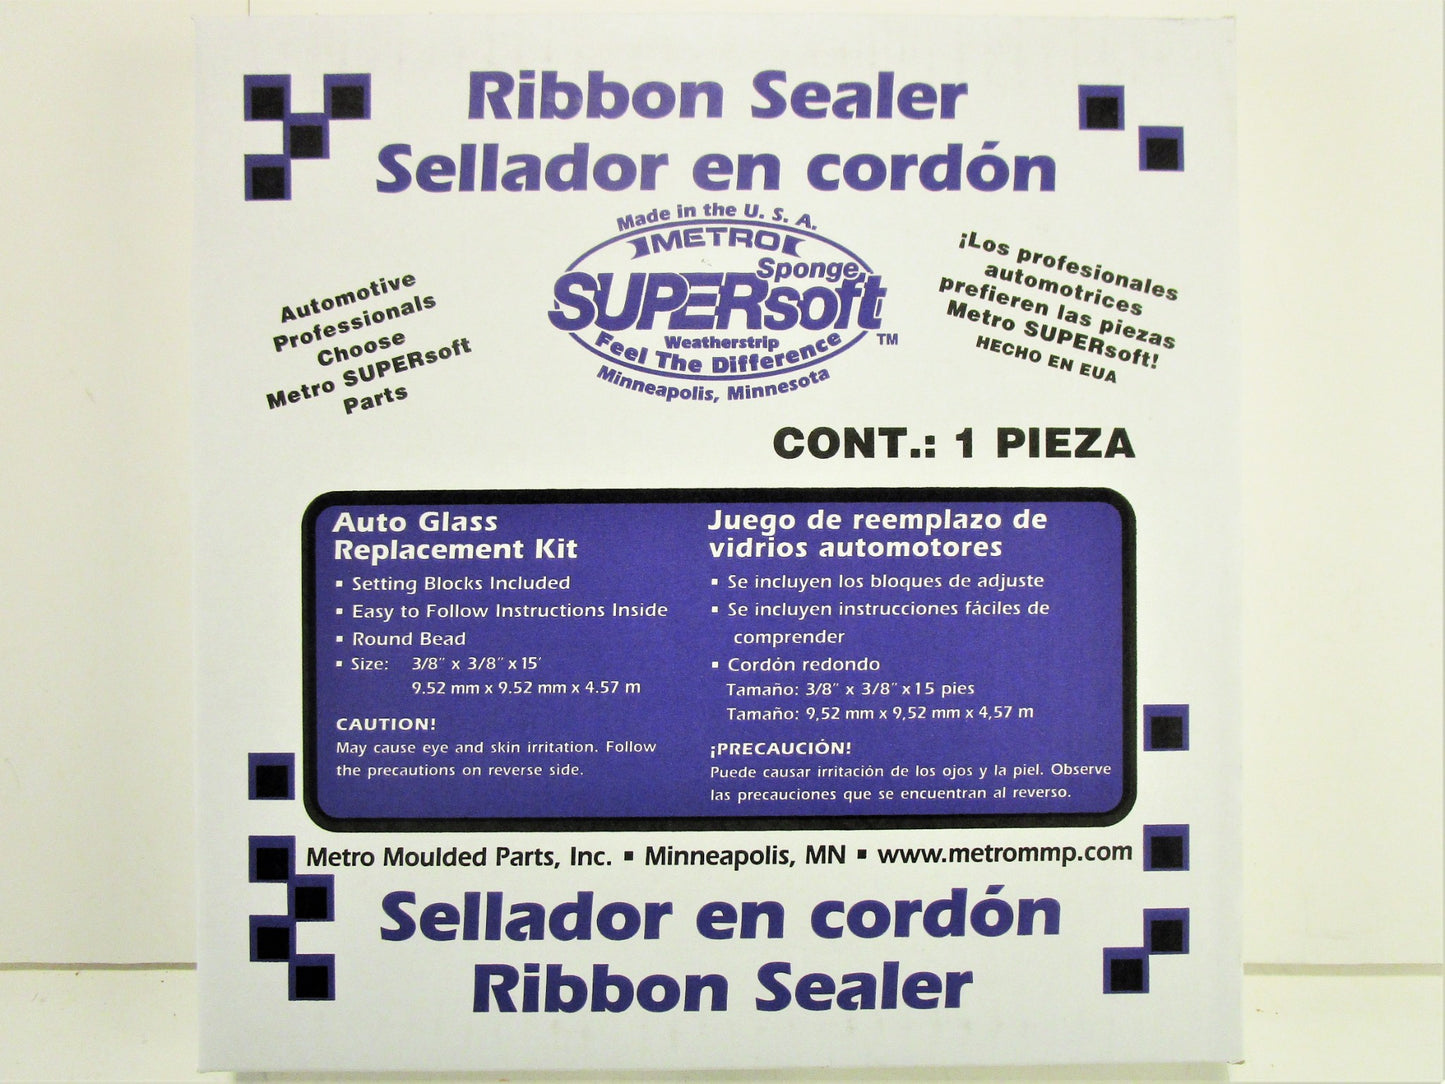 Ribbon Sealer
Sellador en cordón
Automotive
Professionals
Choose
Metro SUPERsoft
Parts
Made in the U. S. A.
METRO
Sponge
SUPERsoft
Weatherstrip
Feel The Difference
TM
Minneapolis, Minnesota
¡Los profesionales
automotrices
prefieren las piezas
Metro SUPERsoft!
HECHO EN EUA
CONT.: 1 PIEZA
Auto Glass
Replacement Kit
▪ Setting Blocks Included
▪ Easy to Follow Instructions Inside
▪ Round Bead
▪ Size: 3/8" x 3/8" x 15'
9.52 mm x 9.52 mm x 4.57 m
CAUTION!
May cause eye and skin irritation. Follow
the precautions on reverse side.
Juego de reemplazo de
vidrios automotores
▪ Se incluyen los bloques de adjuste
▪ Se incluyen instrucciones fáciles de
comprender
▪ Cordón redondo
Tamaño: 3/8" x 3/8" x 15 pies
Tamaño: 9,52 mm x 9,52 mm x 4,57 m
¡PRECAUCIÓN!
Puede causar irritación de los ojos y la piel. Observe
las precauciones que se encuentran al reverso.
Metro Moulded Parts, Inc. ▪ Minneapolis, MN ▪ www.metrommp.com
Sellador en cordón
Ribbon Sealer